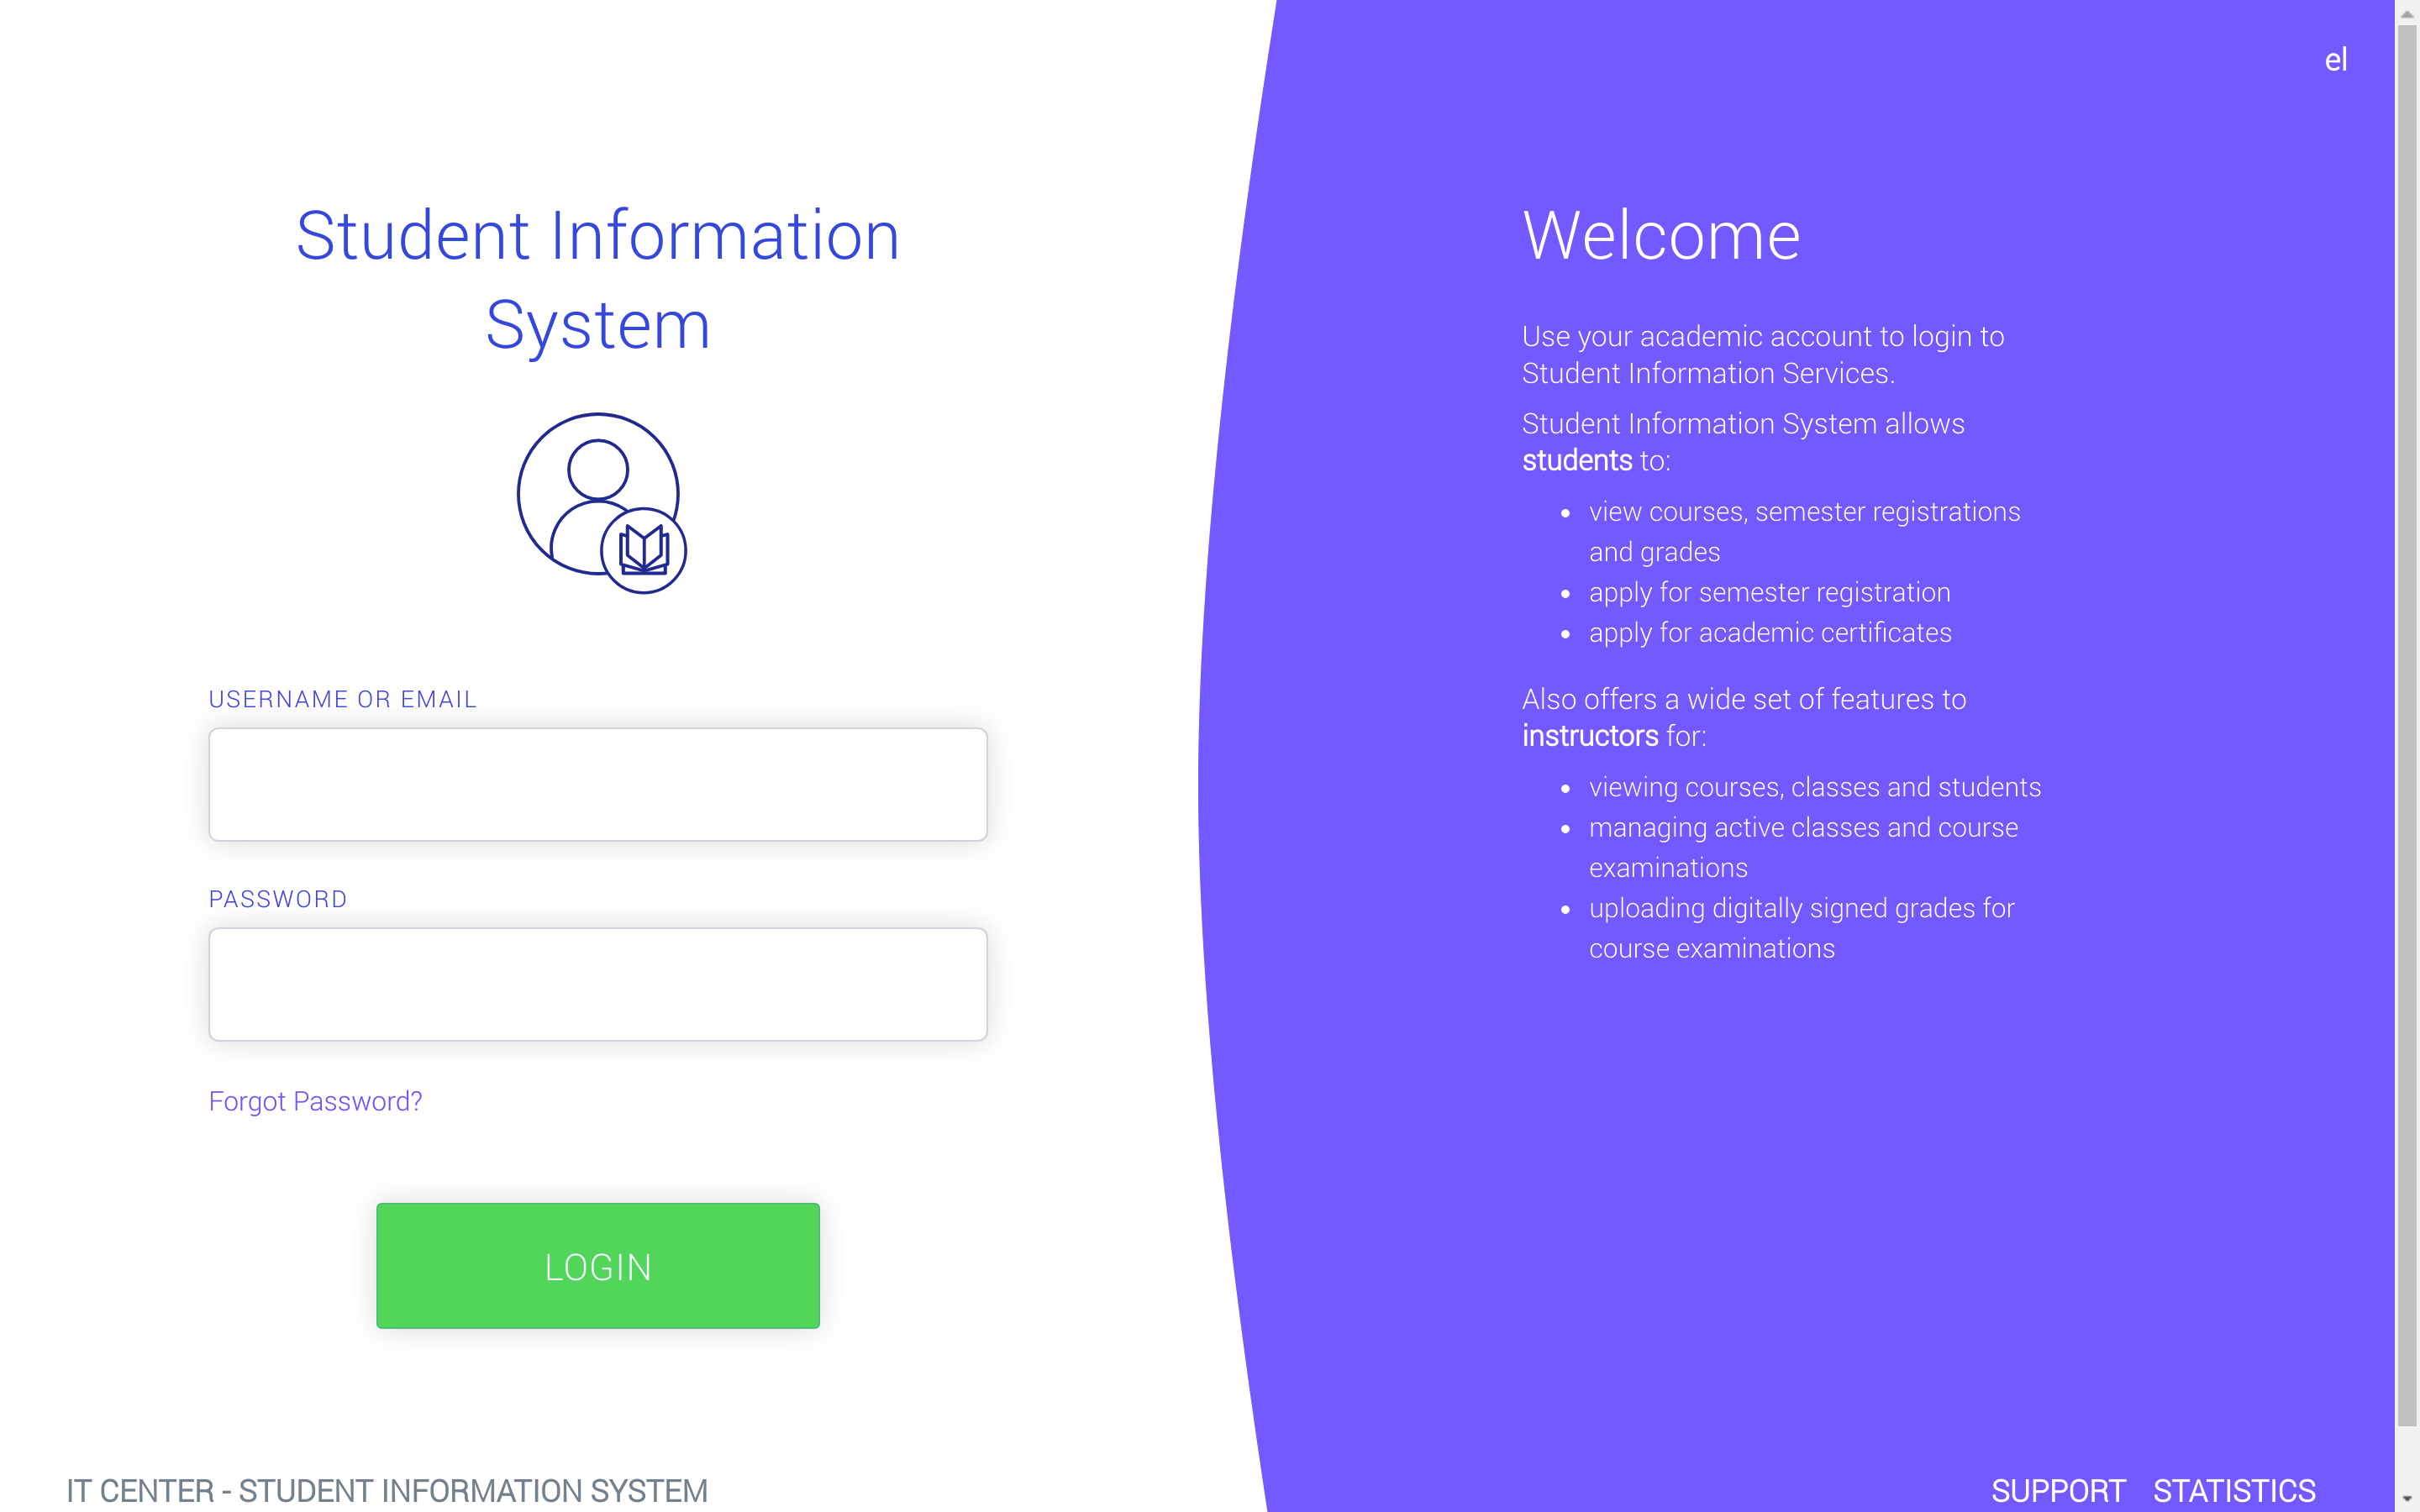 el
Student Information
System
USERNAME OR EMAIL
PASSWORD
Forgot Password?
LOGIN
Welcome
Use your academic account to login to
Student Information Services.
Student Information System allows
students to:
• view courses, semester registrations
and grades
• apply for semester registration
• apply for academic certificates
Also offers a wide set of features to
instructors for:
• viewing courses, classes and students
• managing active classes and course
examinations
• uploading digitally signed grades for
course examinations
IT CENTER - STUDENT INFORMATION SYSTEM
SUPPORT STATISTICS